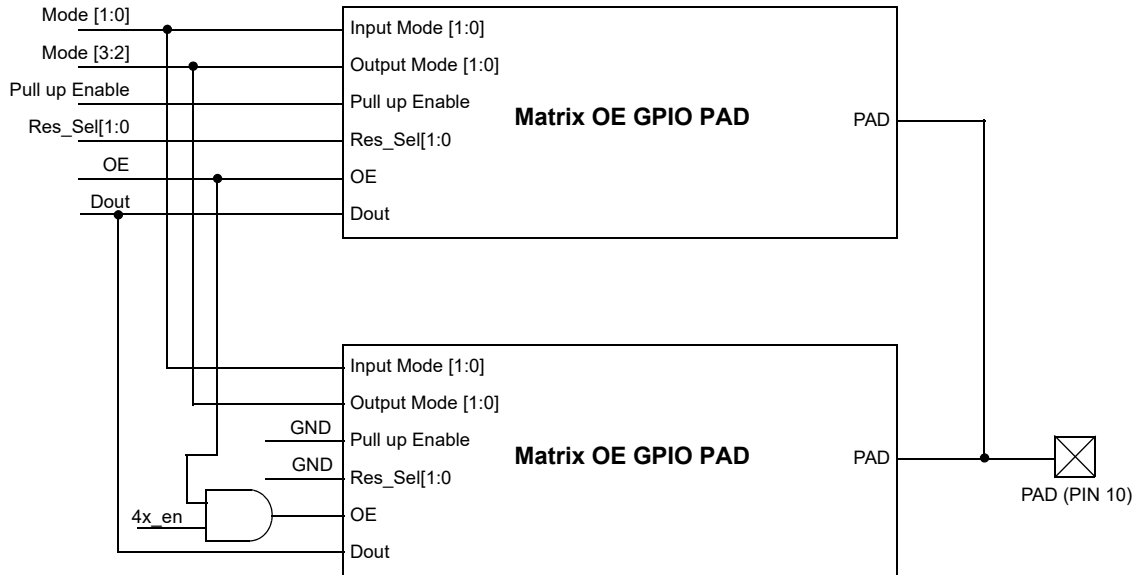 Mode [1:0]
Input Mode [1:0]
Mode [3:2]
Output Mode [1:0]
Pull up Enable
Pull up Enable
Matrix OE GPIO PAD
PAD
Res_Sel[1:0
Res_Sel[1:0
OE
OE
Dout
Dout
Input Mode [1:0]
Output Mode [1:0]
GND
Pull up Enable
Matrix OE GPIO PAD
PAD
GND
Res_Sel[1:0
PAD (PIN 10)
4x_en
OE
Dout